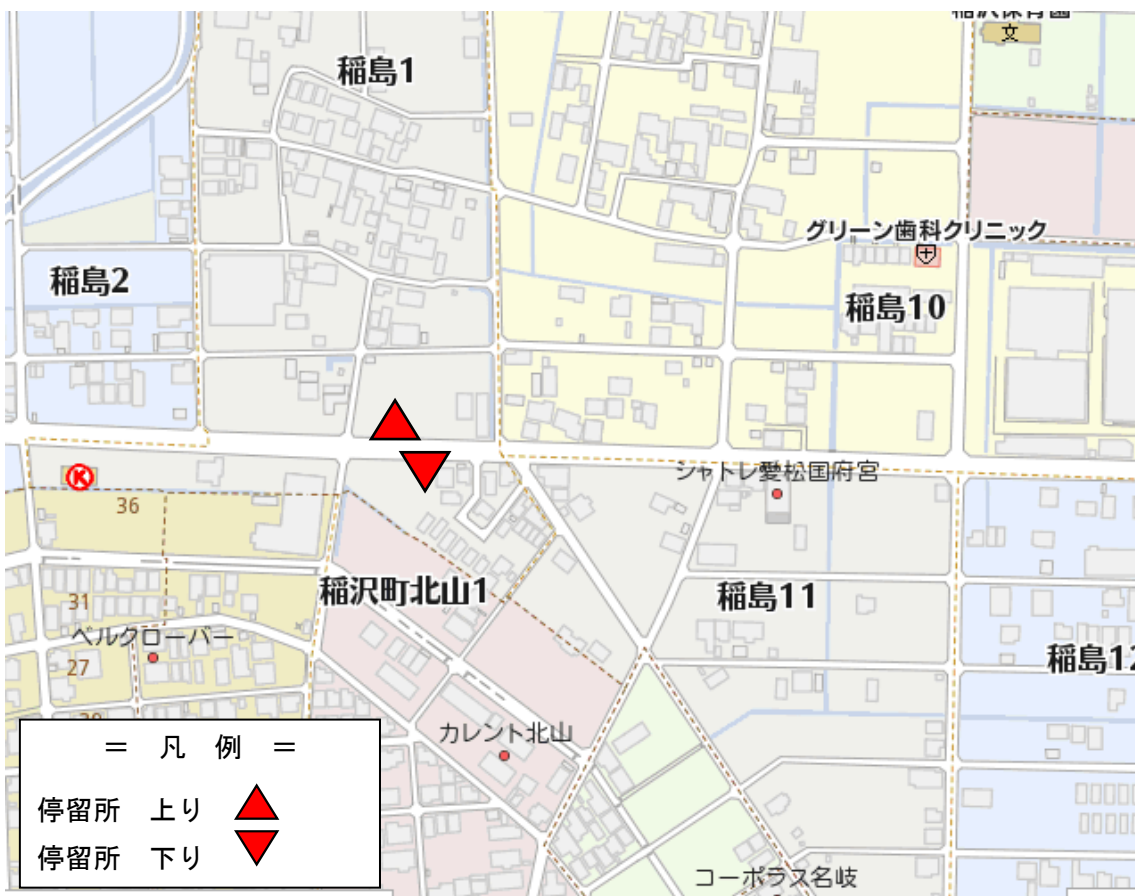 稲沢保育園
文
稲島1
グリーン歯科クリニック
稲島2
稲島10
シャトレ愛松国府宮
K
36
稲沢町北山1
稲島11
31
ベルクローバー
27
稲島12
カレント北山
= 凡 例 =
停留所 上り
停留所 下り
コーポラス名岐